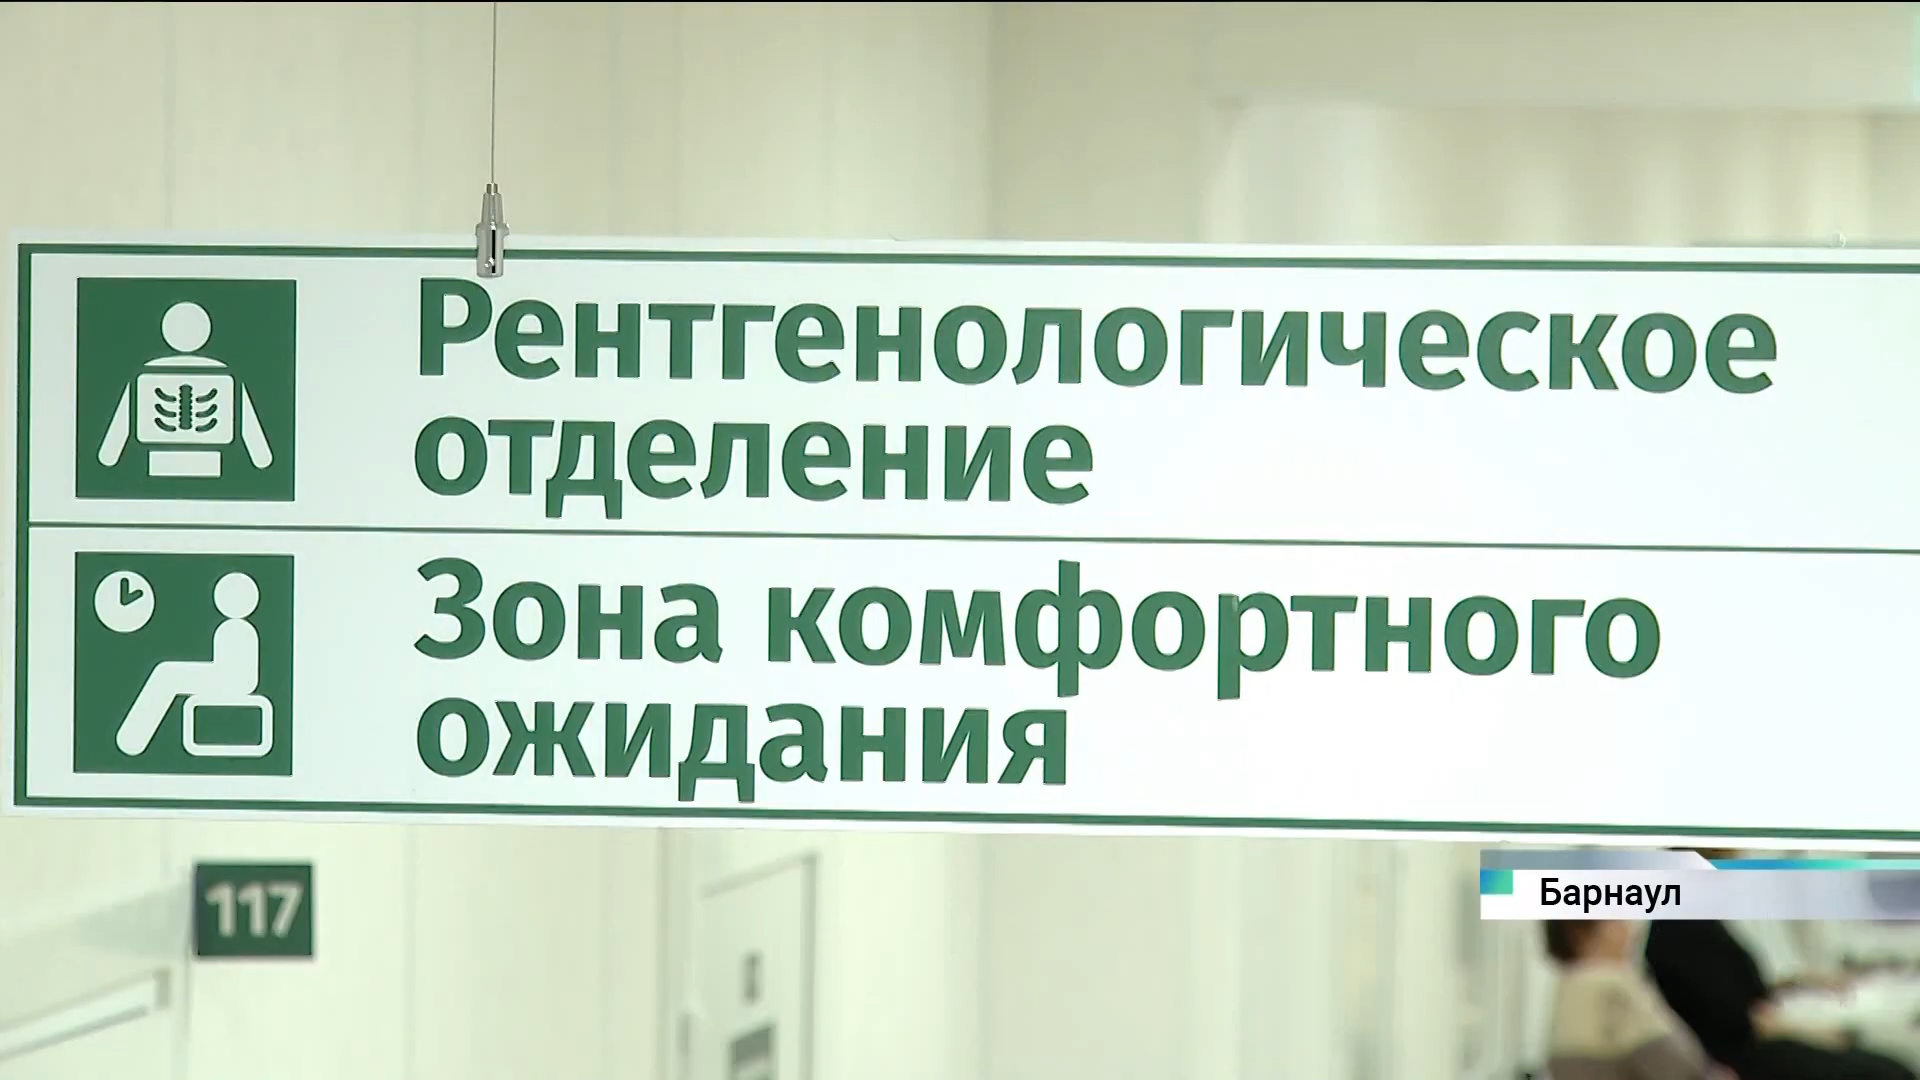 Рентгенологическое
отделение
Зона комфортного
ожидания
117
Барнаул